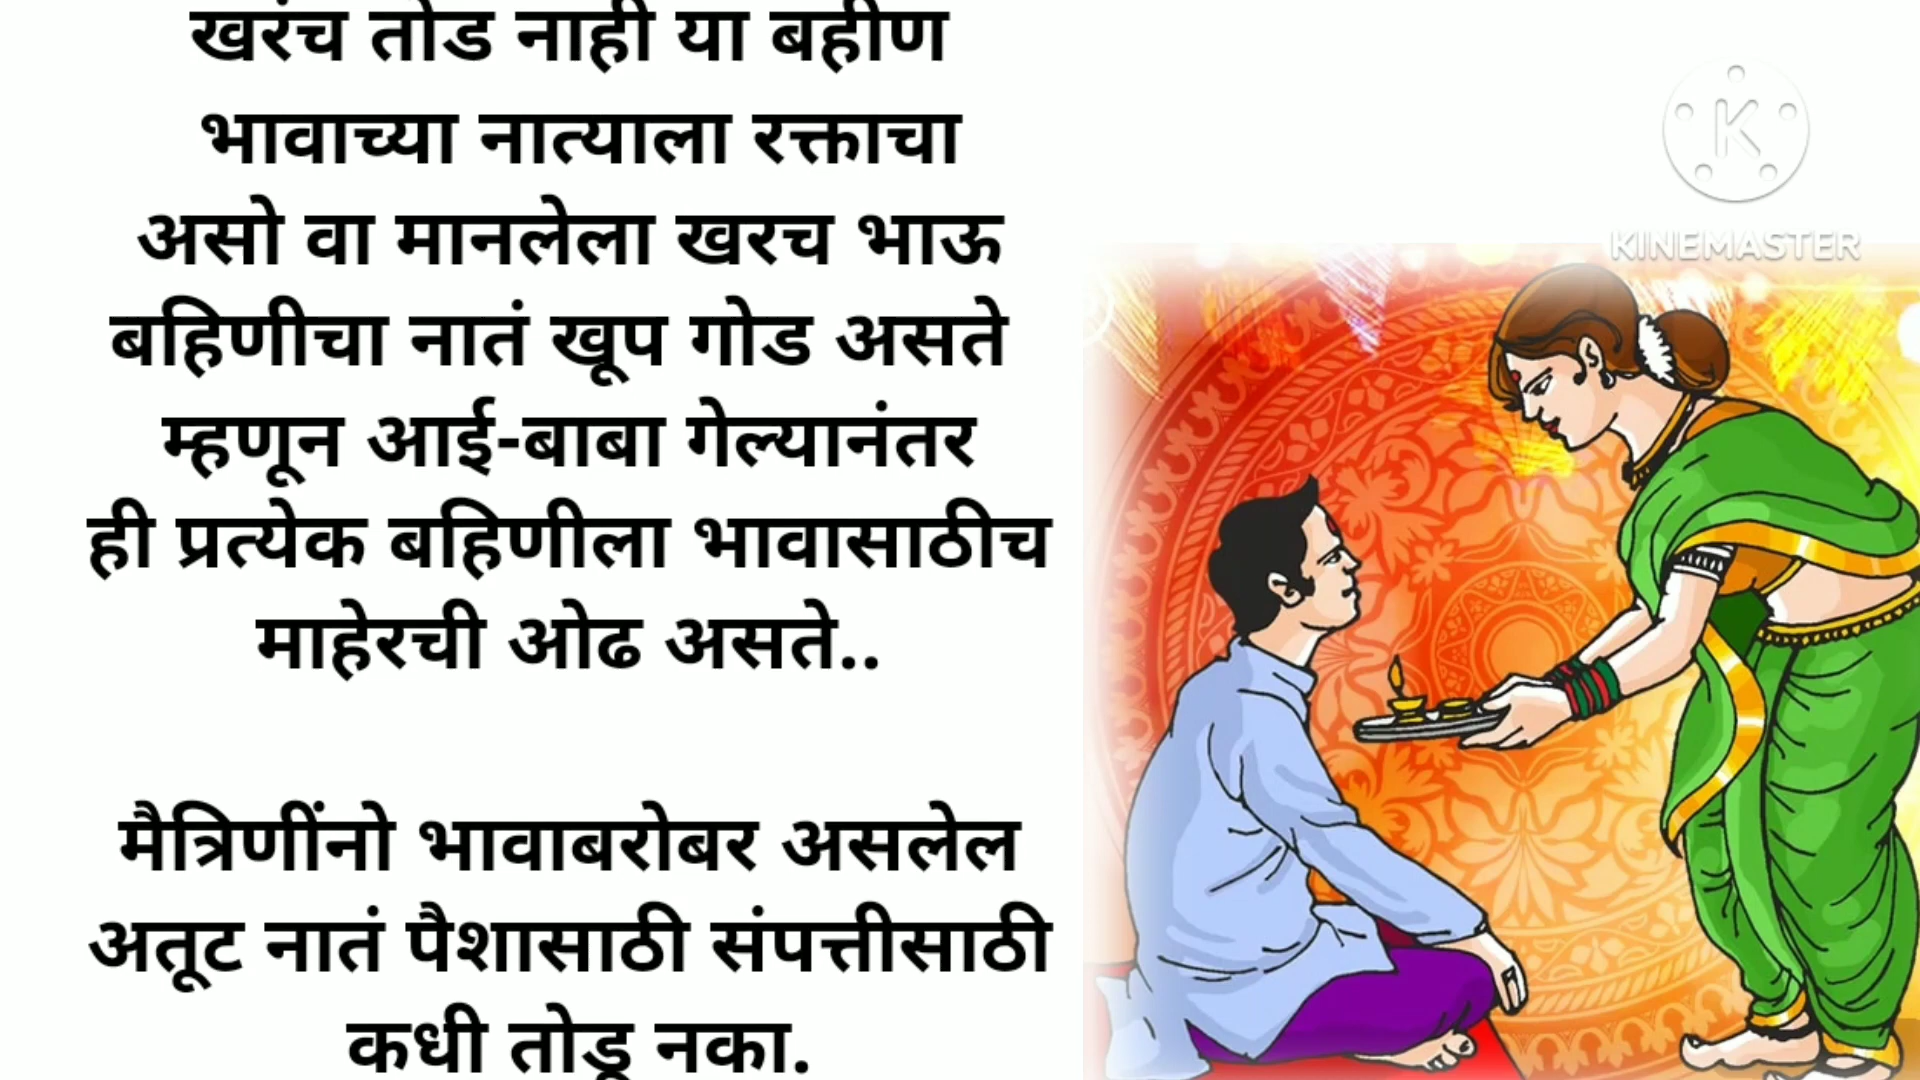 खरंच तोड नाही या बहीण
भावाच्या नात्याला रक्ताचा
असो वा मानलेला खरच भाऊ
बहिणीचा नातं खूप गोड असते
म्हणून आई-बाबा गेल्यानंतर
ही प्रत्येक बहिणीला भावासाठीच
माहेरची ओढ असते..
मैत्रिणींनो भावाबरोबर असलेल
अतूट नातं पैशासाठी संपत्तीसाठी
कधी तोडू नका.
K
KINEMASTER